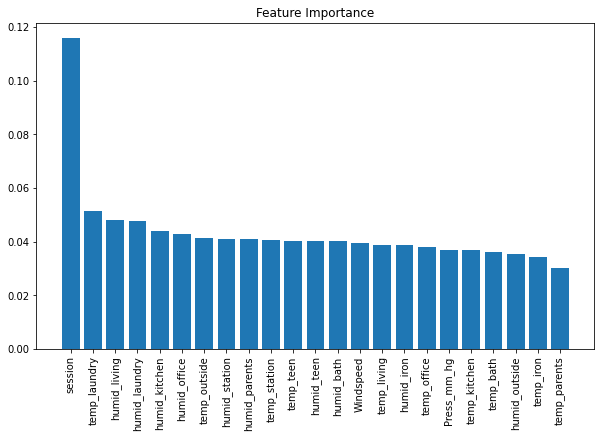 Feature Importance
0.12
0.10
0.08
0.06
0.04
0.02
0.00
session
temp_laundry
humid_living
humid_laundry
humid_kitchen
humid_office
temp_outside
humid_station
humid_parents
temp_station
temp_teen
humid_teen
humid_bath
Windspeed
temp_living
humid_iron
temp_office
Press_mm_hg
temp_kitchen
temp_bath
humid_outside
temp_iron
temp_parents